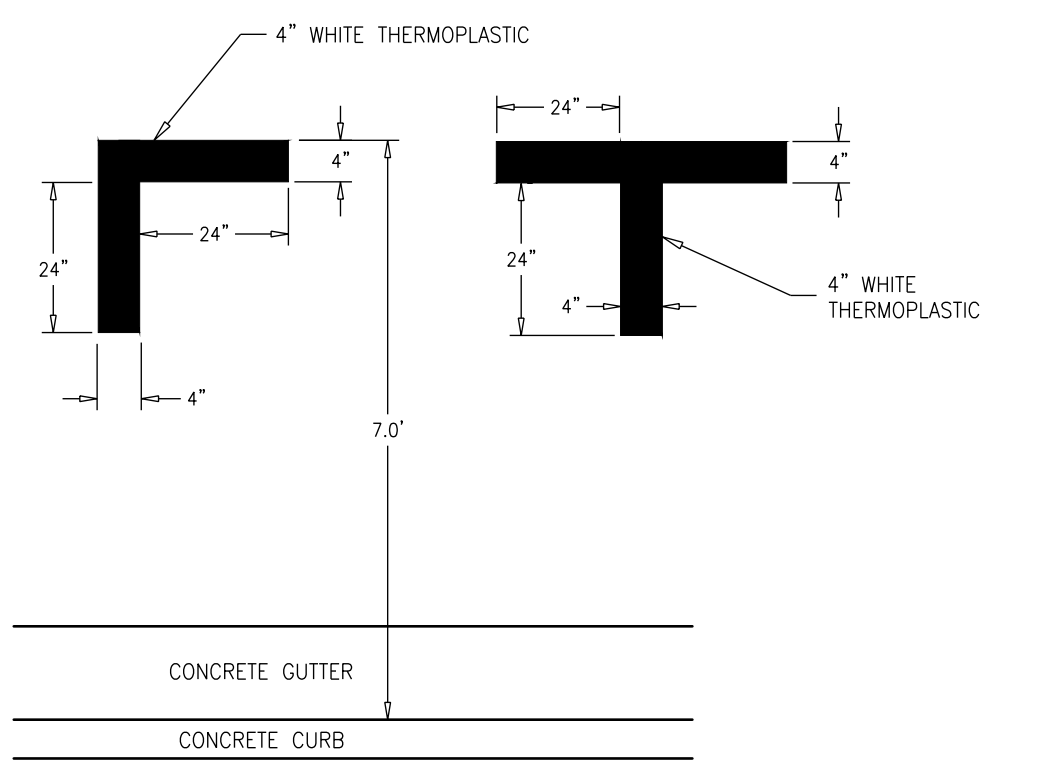 4” WHITE THERMOPLASTIC
24”
4”
4”
24”
24”
24”
4”
4” WHITE
THERMOPLASTIC
4”
7.0’
CONCRETE GUTTER
CONCRETE CURB